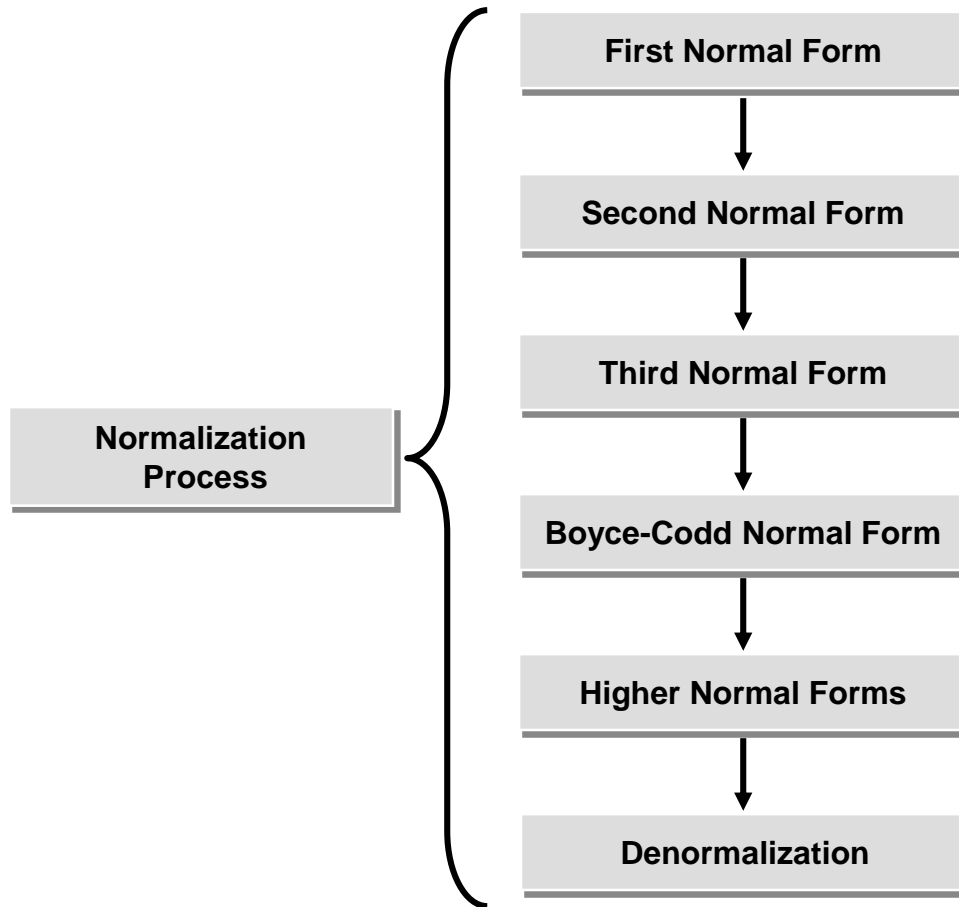 Normalization
Process
First Normal Form
Second Normal Form
Third Normal Form
Boyce-Codd Normal Form
Higher Normal Forms
Denormalization